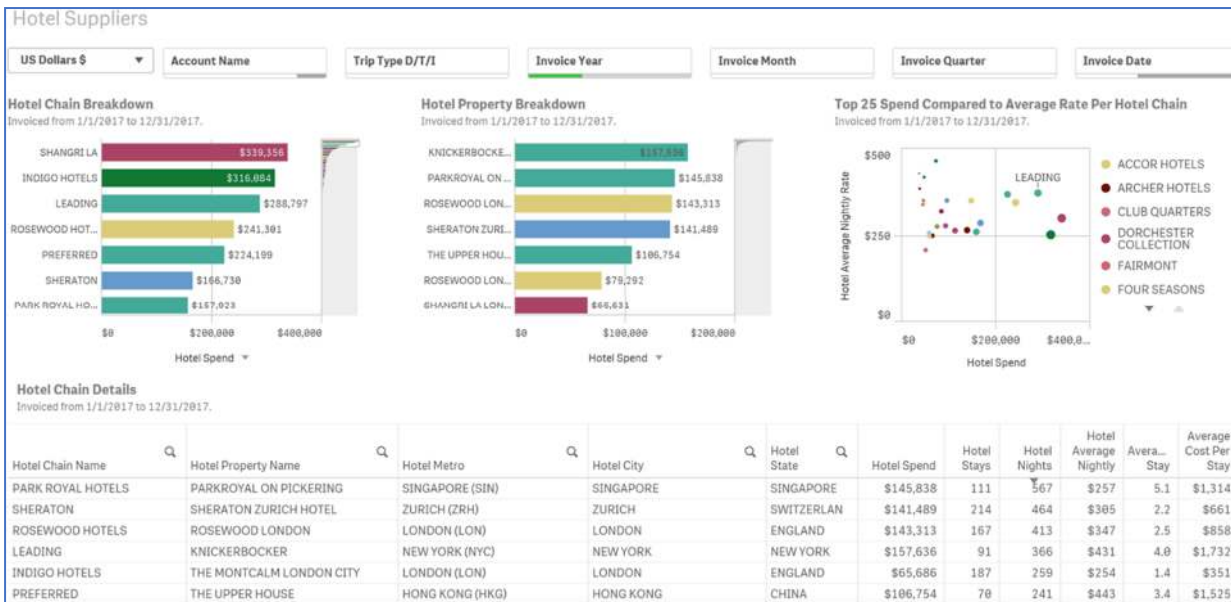 Hotel Suppliers
US Dollars $
Account Name
Trip Type D/T/I
Invoice Year
Invoice Month
Invoice Quarter
Invoice Date
Hotel Chain Breakdown
Invoiced from 1/1/2017 to 12/31/2017.
SHANGRI LA $339,356
INDIGO HOTELS $316,084
LEADING $288,797
ROSEWOOD HOT... $241,301
PREFERRED $224,199
SHERATON $166,730
PARK ROYAL HO... $157,023
$0 $200,000 $400,000
Hotel Spend
Hotel Property Breakdown
Invoiced from 1/1/2017 to 12/31/2017.
KNICKERBOCKE... $157,636
PARKROYAL ON ... $145,838
ROSEWOOD LON... $143,313
SHERATON ZURI... $141,489
THE UPPER HOU... $106,754
ROSEWOOD LON... $79,292
SHANGRI LA LON... $66,631
$0 $100,000 $200,000
Hotel Spend
Top 25 Spend Compared to Average Rate Per Hotel Chain
Invoiced from 1/1/2017 to 12/31/2017.
Hotel Average Nightly Rate
$500
$250
$0
LEADING
$0 $200,000 $400,0...
Hotel Spend
ACCOR HOTELS
ARCHER HOTELS
CLUB QUARTERS
DORCHESTER
COLLECTION
FAIRMONT
FOUR SEASONS
Hotel Chain Details
Invoiced from 1/1/2017 to 12/31/2017.
Hotel Chain Name Hotel Property Name Hotel Metro Hotel City Hotel State Hotel Spend Hotel Stays Hotel Nights Hotel Average Nightly Avera... Stay Average Cost Per Stay
PARK ROYAL HOTELS PARKROYAL ON PICKERING SINGAPORE (SIN) SINGAPORE SINGAPORE $145,838 111 567 $257 5.1 $1,314
SHERATON SHERATON ZURICH HOTEL ZURICH (ZRH) ZURICH SWITZERLAN $141,489 214 464 $305 2.2 $661
ROSEWOOD HOTELS ROSEWOOD LONDON LONDON (LON) LONDON ENGLAND $143,313 167 413 $347 2.5 $858
LEADING KNICKERBOCKER NEW YORK (NYC) NEW YORK NEW YORK $157,636 91 366 $431 4.0 $1,732
INDIGO HOTELS THE MONTCALM LONDON CITY LONDON (LON) LONDON ENGLAND $65,686 187 259 $254 1.4 $351
PREFERRED THE UPPER HOUSE HONG KONG (HKG) HONG KONG CHINA $106,754 70 241 $443 3.4 $1,525